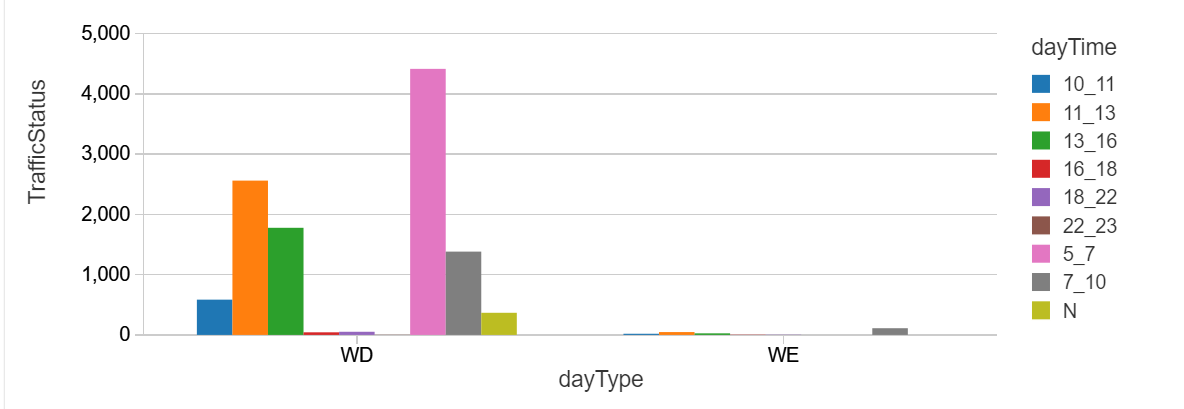 5,000
4,000
3,000
2,000
1,000
0
TrafficStatus
WD
WE
dayType
dayTime
10_11
11_13
13_16
16_18
18_22
22_23
5_7
7_10
N